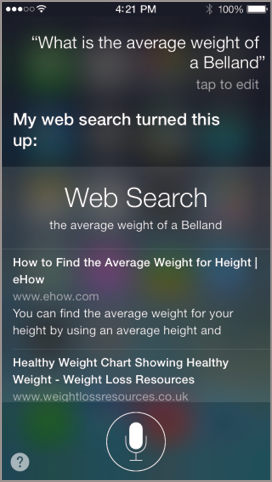 4:21 PM 100%
“What is the average weight of
a Belland”
tap to edit
My web search turned this
up:
Web Search
the average weight of a Belland
How to Find the Average Weight for Height |
eHow
www.ehow.com
You can find the average weight for your
height by using an average height and
Healthy Weight Chart Showing Healthy
Weight - Weight Loss Resources
www.weightlossresources.co.uk
?